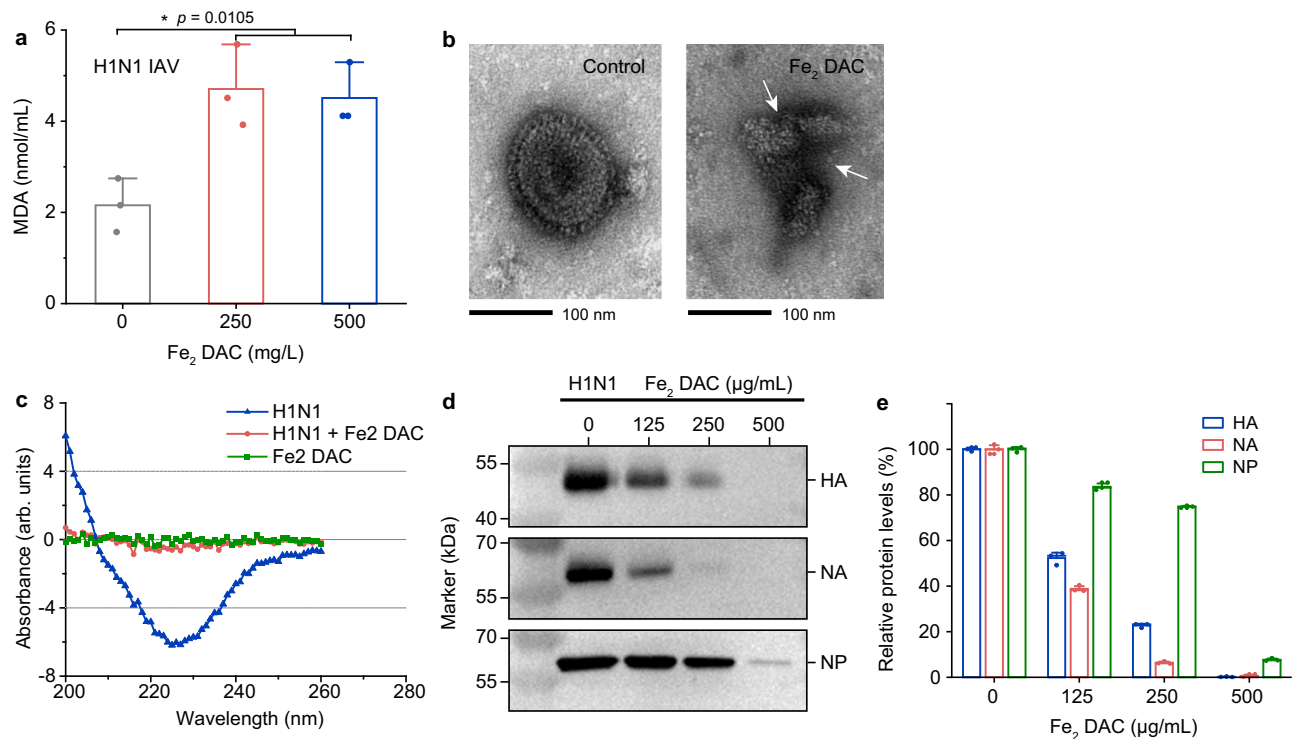 a
* p = 0.0105
H1N1 IAV
MDA (nmol/mL)
6
4
2
0
0 250 500
Fe₂ DAC (mg/L)
b
Control
Fe₂ DAC
100 nm
100 nm
c
H1N1
H1N1 + Fe2 DAC
Fe2 DAC
Absorbance (arb. units)
8
4
0
-4
-8
200 220 240 260 280
Wavelength (nm)
d
H1N1 Fe₂ DAC (µg/mL)
0 125 250 500
Marker (kDa)
55
40
HA
70
55
NA
70
55
NP
e
HA
NA
NP
Relative protein levels (%)
120
100
80
60
40
20
0
0 125 250 500
Fe₂ DAC (µg/mL)